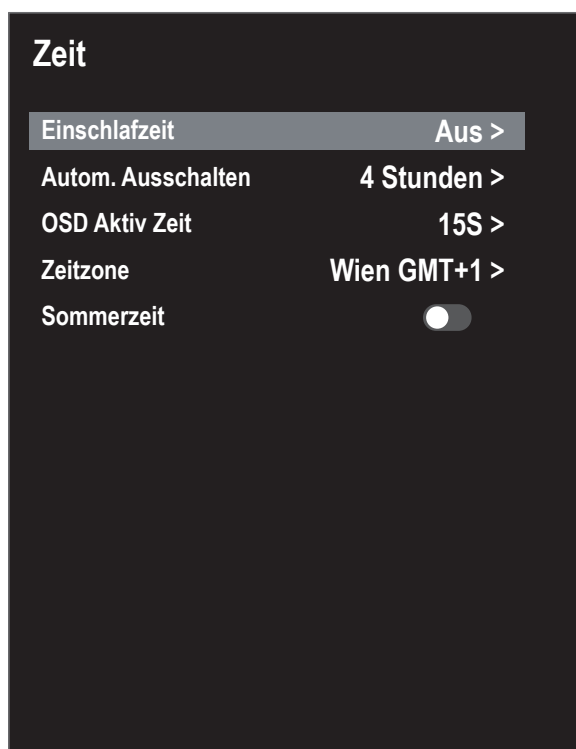 Zeit
Einschlafzeit Aus >
Autom. Ausschalten 4 Stunden >
OSD Aktiv Zeit 15S >
Zeitzone Wien GMT+1 >
Sommerzeit